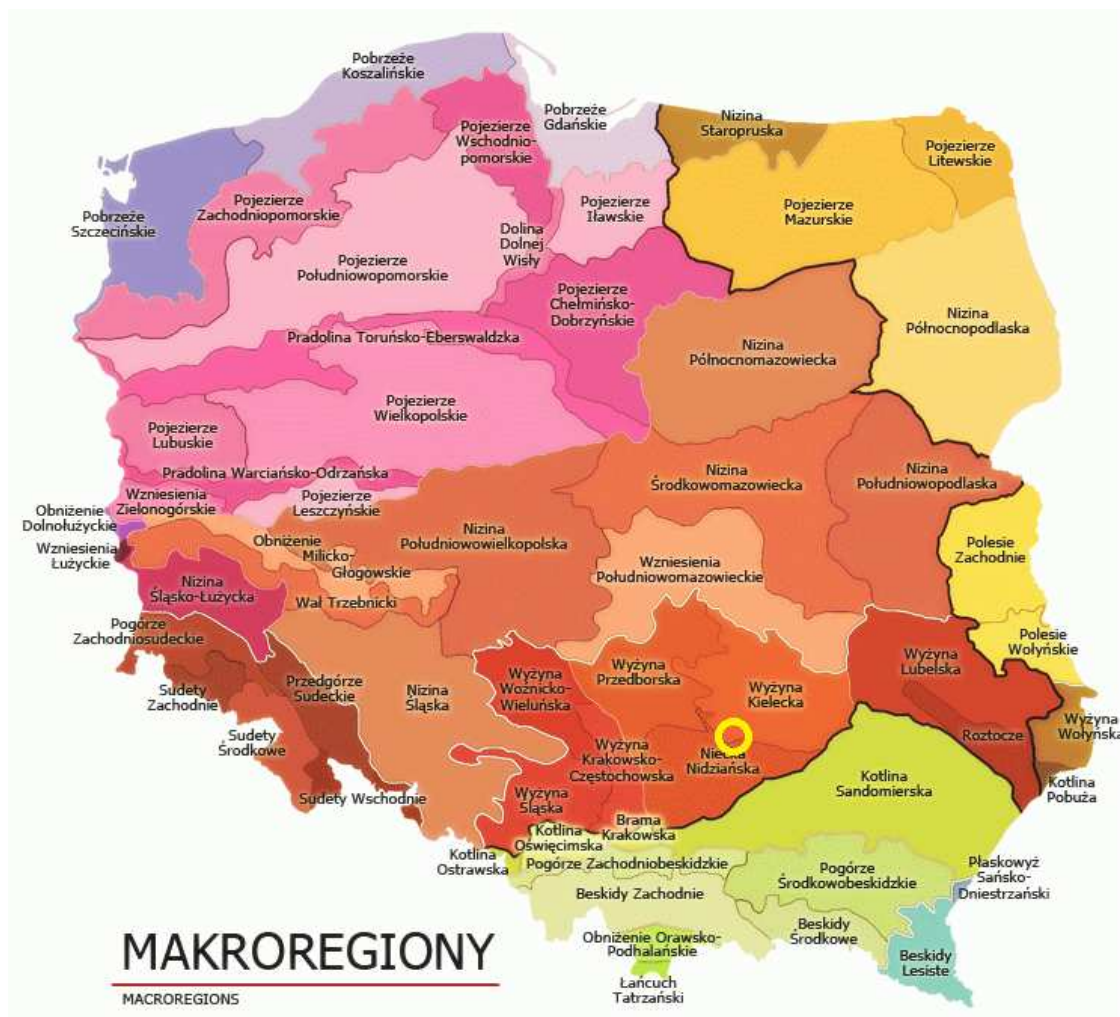 Pobrzeże
Koszalińskie
Pobrzeże
Gdańskie
Nizina
Staropruska
Pojezierze
Wschodnio-
pomorskie
Pojezierze
Litewskie
Pojezierze
Zachodniopomorskie
Pojezierze
Iławskie
Pojezierze
Mazurskie
Pobrzeże
Szczecińskie
Dolina
Dolnej
Wisły
Pojezierze
Południowopomorskie
Pojezierze
Chełmińsko-
Dobrzyńskie
Nizina
Północnopodlaska
Pradolina Toruńsko-Eberswaldzka
Nizina
Północnomazowiecka
Pojezierze
Wielkopolskie
Pojezierze
Lubuskie
Pradolina Warciańsko-Odrzańska
Nizina
Środkowomazowiecka
Nizina
Południowopodlaska
Wzniesienia
Zielonogórskie
Pojezierze
Leszczyńskie
Obniżenie
Dolnołużyckie
Wzniesienia
Łużyckie
Obniżenie
Milicko-
Głogowskie
Nizina
Południowowielkopolska
Wzniesienia
Południowomazowieckie
Polesie
Zachodnie
Nizina
Śląsko-Łużycka
Wał Trzebnicki
Pogórze
Zachodniosudeckie
Polesie
Wołyńskie
Wyżyna
Lubelska
Sudety
Zachodnie
Przedgórze
Sudeckie
Nizina
Śląska
Wyżyna
Woźnicko-
Wieluńska
Wyżyna
Przedborska
Wyżyna
Kielecka
Sudety
Środkowe
Wyżyna
Krakowsko-
Częstochowska
Niecka
Nidziańska
Roztocze
Wyżyna
Wołyńska
Sudety Wschodnie
Wyżyna
Śląska
Kotlina
Sandomierska
Kotlina
Pobuża
Brama
Krakowska
Kotlina
Oświęcimska
Kotlina
Ostrawska
Pogórze Zachodniobeskidzkie
Pogórze
Środkowobeskidzkie
Płaskowyż
Sańsko-
Dniestrzański
Beskidy Zachodnie
Beskidy
Środkowe
Obniżenie Orawsko-
Podhalańskie
Beskidy
Lesiste
Łańcuch
Tatrzański
MAKROREGIONY
MACROREGIONS